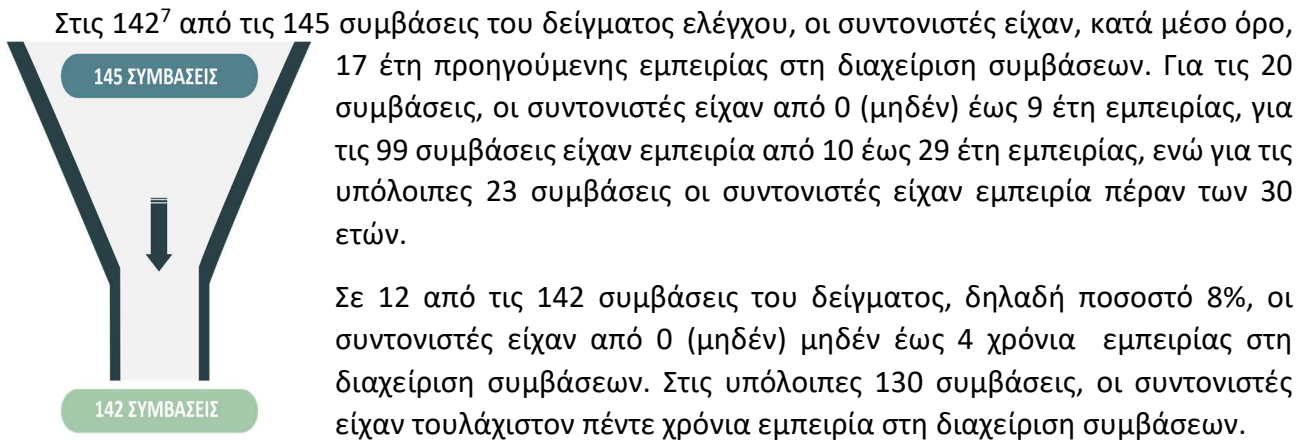 Στις 142⁷ από τις 145 συμβάσεις του δείγματος ελέγχου, οι συντονιστές είχαν, κατά μέσο όρο,
145 ΣΥΜΒΑΣΕΙΣ
17 έτη προηγούμενης εμπειρίας στη διαχείριση συμβάσεων. Για τις 20
συμβάσεις, οι συντονιστές είχαν από 0 (μηδέν) έως 9 έτη εμπειρίας, για
τις 99 συμβάσεις είχαν εμπειρία από 10 έως 29 έτη εμπειρίας, ενώ για τις
υπόλοιπες 23 συμβάσεις οι συντονιστές είχαν εμπειρία πέραν των 30
ετών.
Σε 12 από τις 142 συμβάσεις του δείγματος, δηλαδή ποσοστό 8%, οι
συντονιστές είχαν από 0 (μηδέν) μηδέν έως 4 χρόνια εμπειρίας στη
διαχείριση συμβάσεων. Στις υπόλοιπες 130 συμβάσεις, οι συντονιστές
είχαν τουλάχιστον πέντε χρόνια εμπειρία στη διαχείριση συμβάσεων.
142 ΣΥΜΒΑΣΕΙΣ